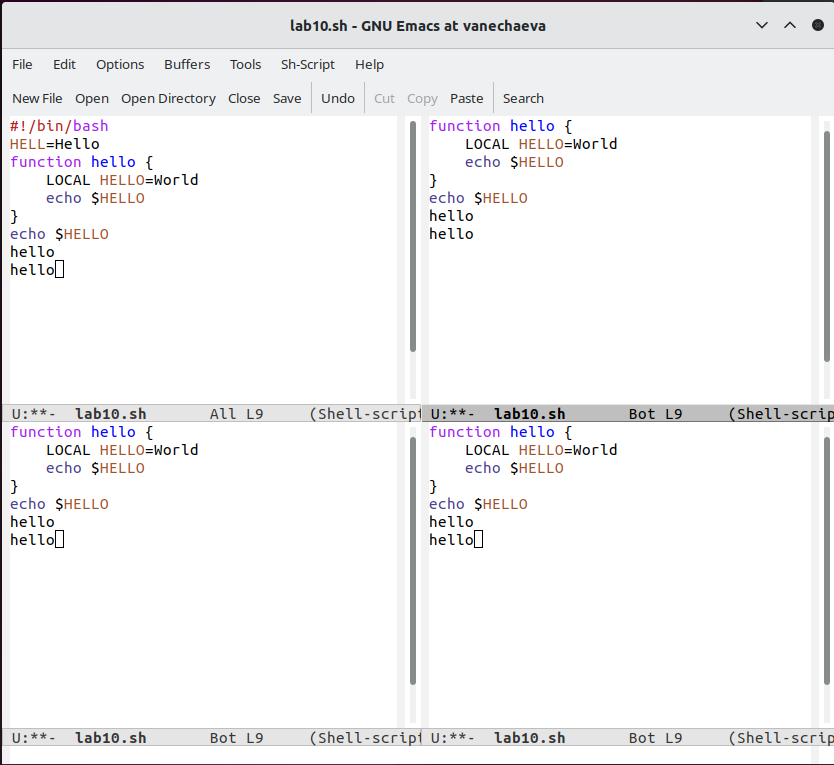 lab10.sh - GNU Emacs at vanechaeva
File Edit Options Buffers Tools Sh-Script Help
New File Open Open Directory Close Save Undo Cut Copy Paste Search
#!/bin/bash
HELL=Hello
function hello {
    LOCAL HELLO=World
    echo $HELLO
}
echo $HELLO
hello
hello
U:**-  lab10.sh       All L9     (Shell-script
function hello {
    LOCAL HELLO=World
    echo $HELLO
}
echo $HELLO
hello
hello
U:**-  lab10.sh       Bot L9     (Shell-scrip
function hello {
    LOCAL HELLO=World
    echo $HELLO
}
echo $HELLO
hello
hello
U:**-  lab10.sh       Bot L9     (Shell-script
function hello {
    LOCAL HELLO=World
    echo $HELLO
}
echo $HELLO
hello
hello
U:**-  lab10.sh       Bot L9     (Shell-scrip